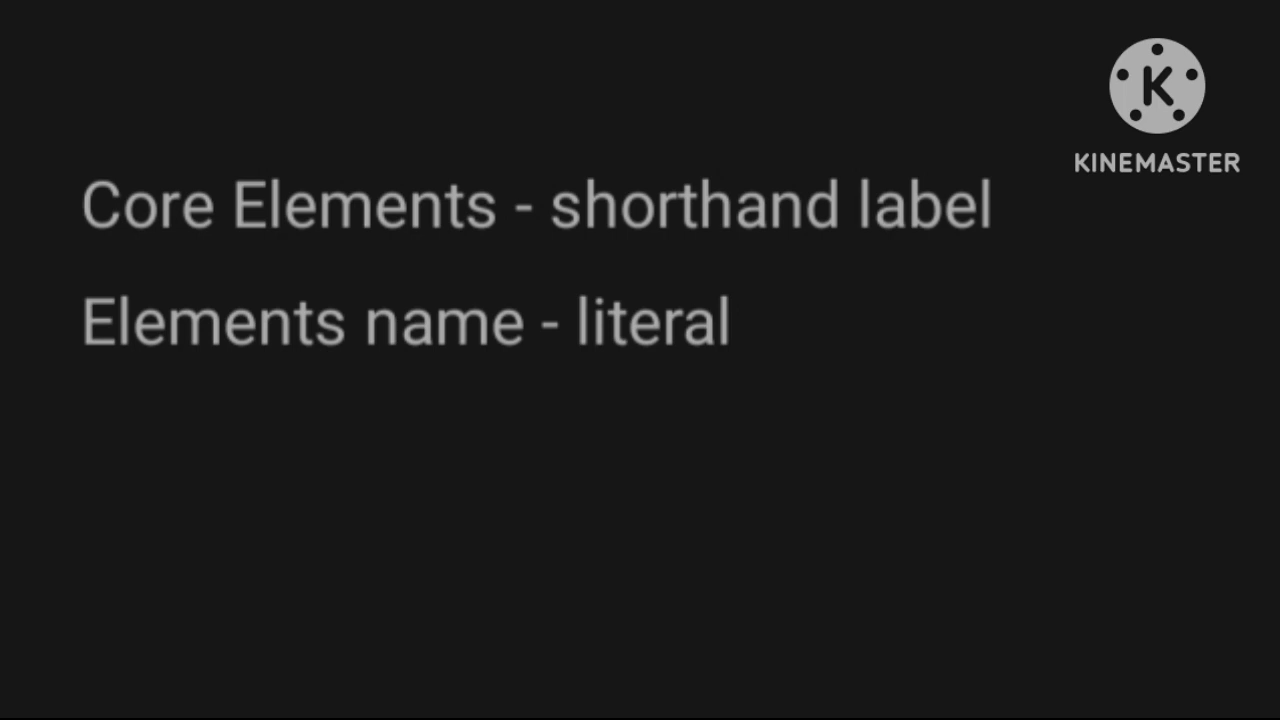 KINEMASTER
Core Elements - shorthand label
Elements name - literal